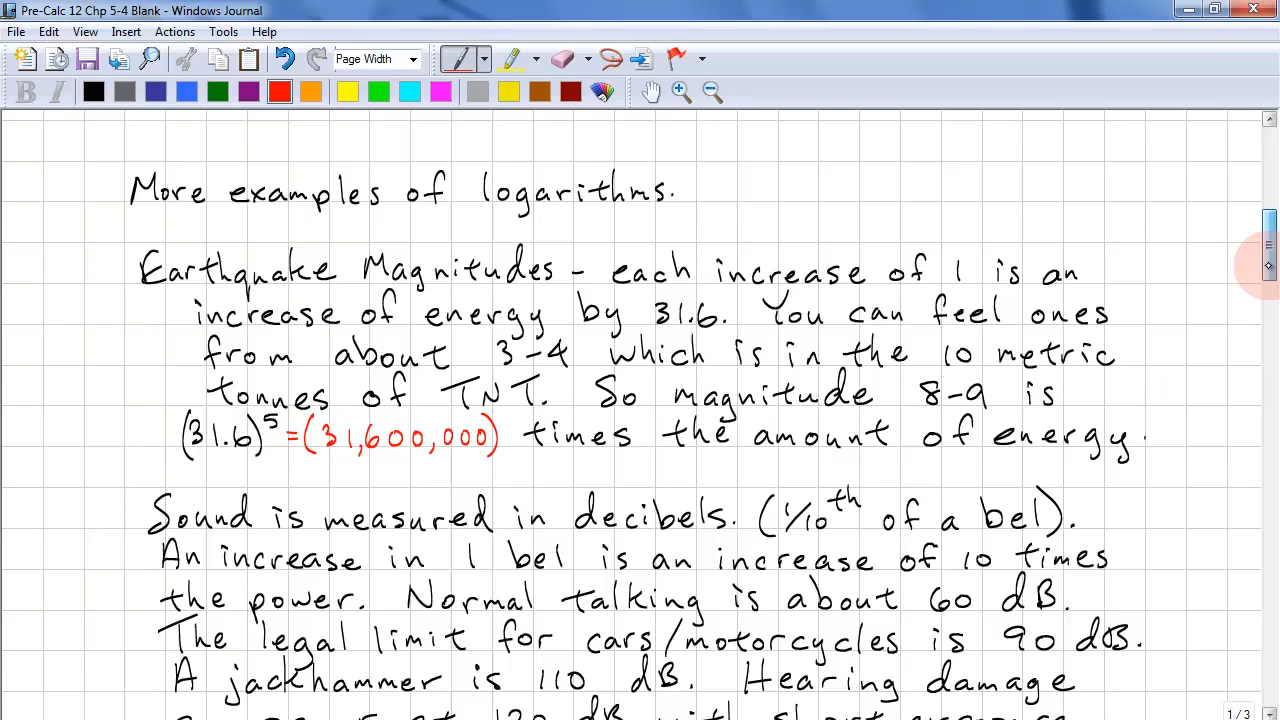 Pre-Calc 12 Chp 5-4 Blank - Windows Journal
File Edit View Insert Actions Tools Help
Page Width
B I
More examples of logarithms.
Earthquake Magnitudes - each increase of 1 is an
increase of energy by 31.6. You can feel ones
from about 3-4 which is in the 10 metric
tonnes of TNT. So magnitude 8-9 is
(31.6)^5 = (31,600,000) times the amount of energy.
Sound is measured in decibels. (1/10th of a bel).
An increase in 1 bel is an increase of 10 times
the power. Normal talking is about 60 dB.
The legal limit for cars/motorcycles is 90 dB.
A jackhammer is 110 dB. Hearing damage
at 120 dB with short
1/3